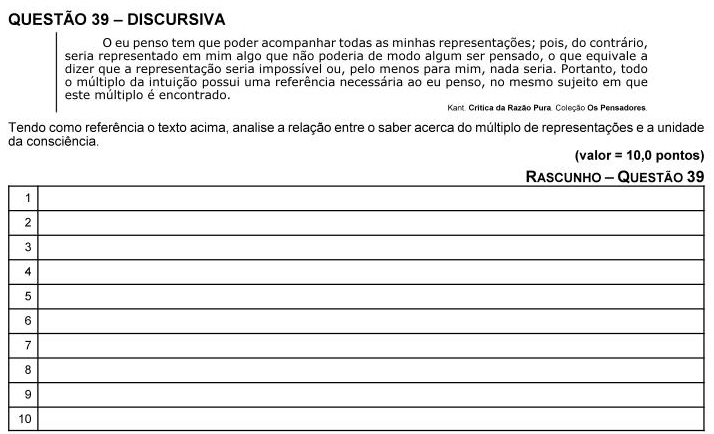 QUESTÃO 39 – DISCURSIVA
O eu penso tem que poder acompanhar todas as minhas representações; pois, do contrário,
seria representado em mim algo que não poderia de modo algum ser pensado, o que equivale a
dizer que a representação seria impossível ou, pelo menos para mim, nada seria. Portanto, todo
o múltiplo da intuição possui uma referência necessária ao eu penso, no mesmo sujeito em que
este múltiplo é encontrado.
Kant. Crítica da Razão Pura. Coleção Os Pensadores.
Tendo como referência o texto acima, analise a relação entre o saber acerca do múltiplo de representações e a unidade
da consciência.
(valor = 10,0 pontos)
RASCUNHO – QUESTÃO 39
1
2
3
4
5
6
7
8
9
10